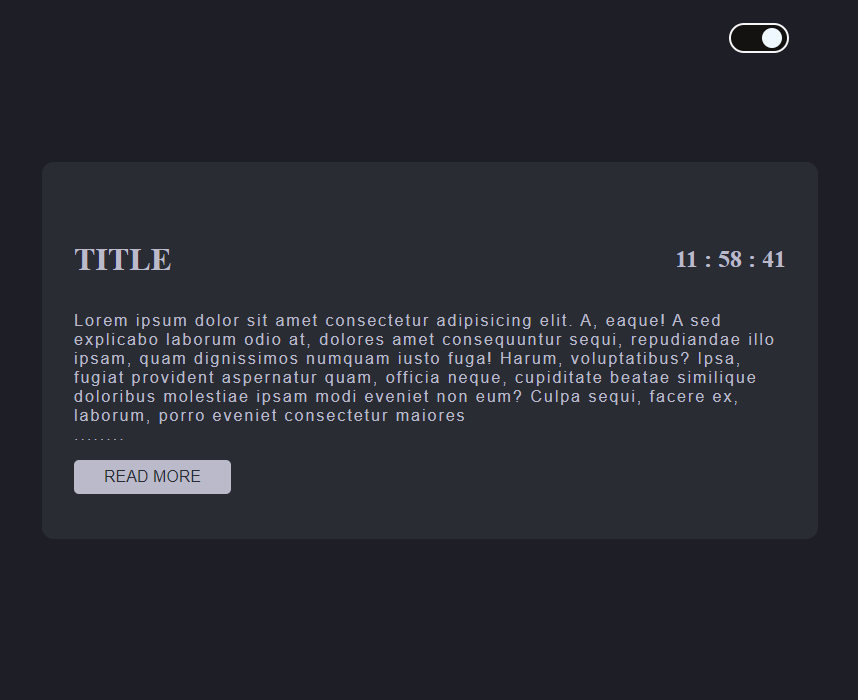 TITLE
11 : 58 : 41
Lorem ipsum dolor sit amet consectetur adipisicing elit. A, eaque! A sed
explicabo laborum odio at, dolores amet consequuntur sequi, repudiandae illo
ipsam, quam dignissimos numquam iusto fuga! Harum, voluptatibus? Ipsa,
fugiat provident aspernatur quam, officia neque, cupiditate beatae similique
doloribus molestiae ipsam modi eveniet non eum? Culpa sequi, facere ex,
laborum, porro eveniet consectetur maiores
........
READ MORE